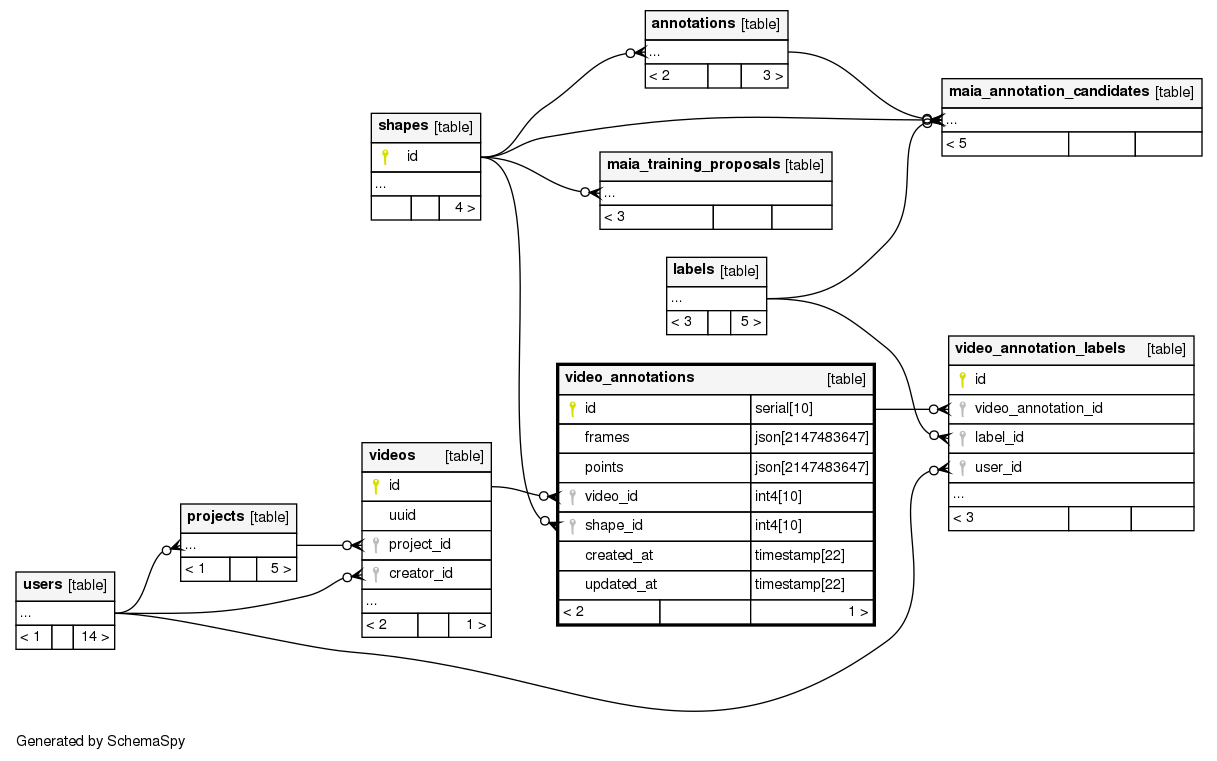 annotations [table]
...
< 2 3 >
maia_annotation_candidates [table]
...
< 5
shapes [table]
id
...
4 >
maia_training_proposals [table]
...
< 3
labels [table]
...
< 3 5 >
video_annotation_labels [table]
id
video_annotation_id
label_id
user_id
...
< 3
video_annotations [table]
id serial[10]
frames json[2147483647]
points json[2147483647]
video_id int4[10]
shape_id int4[10]
created_at timestamp[22]
updated_at timestamp[22]
< 2 1 >
videos [table]
id
uuid
project_id
creator_id
...
< 2 1 >
projects [table]
...
< 1 5 >
users [table]
...
< 1 14 >
Generated by SchemaSpy